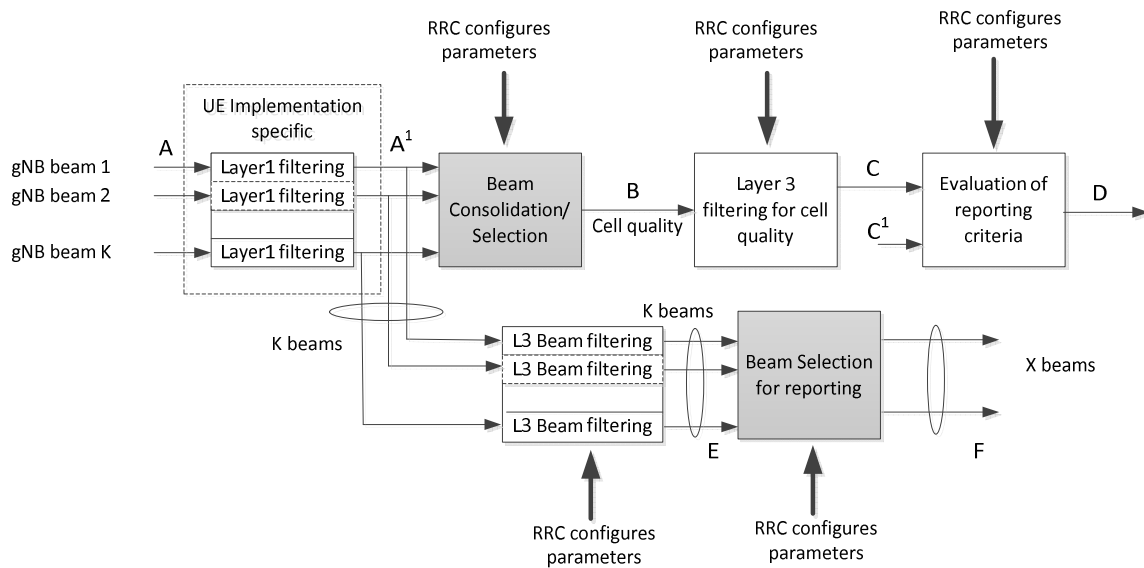 RRC configures
parameters
RRC configures
parameters
RRC configures
parameters
UE Implementation
specific
A
A¹
gNB beam 1
gNB beam 2
gNB beam K
Layer1 filtering
Layer1 filtering
Layer1 filtering
Beam
Consolidation/
Selection
B
Cell quality
Layer 3
filtering for cell
quality
C
C¹
Evaluation of
reporting
criteria
D
K beams
L3 Beam filtering
L3 Beam filtering
L3 Beam filtering
K beams
E
Beam Selection
for reporting
X beams
F
RRC configures
parameters
RRC configures
parameters